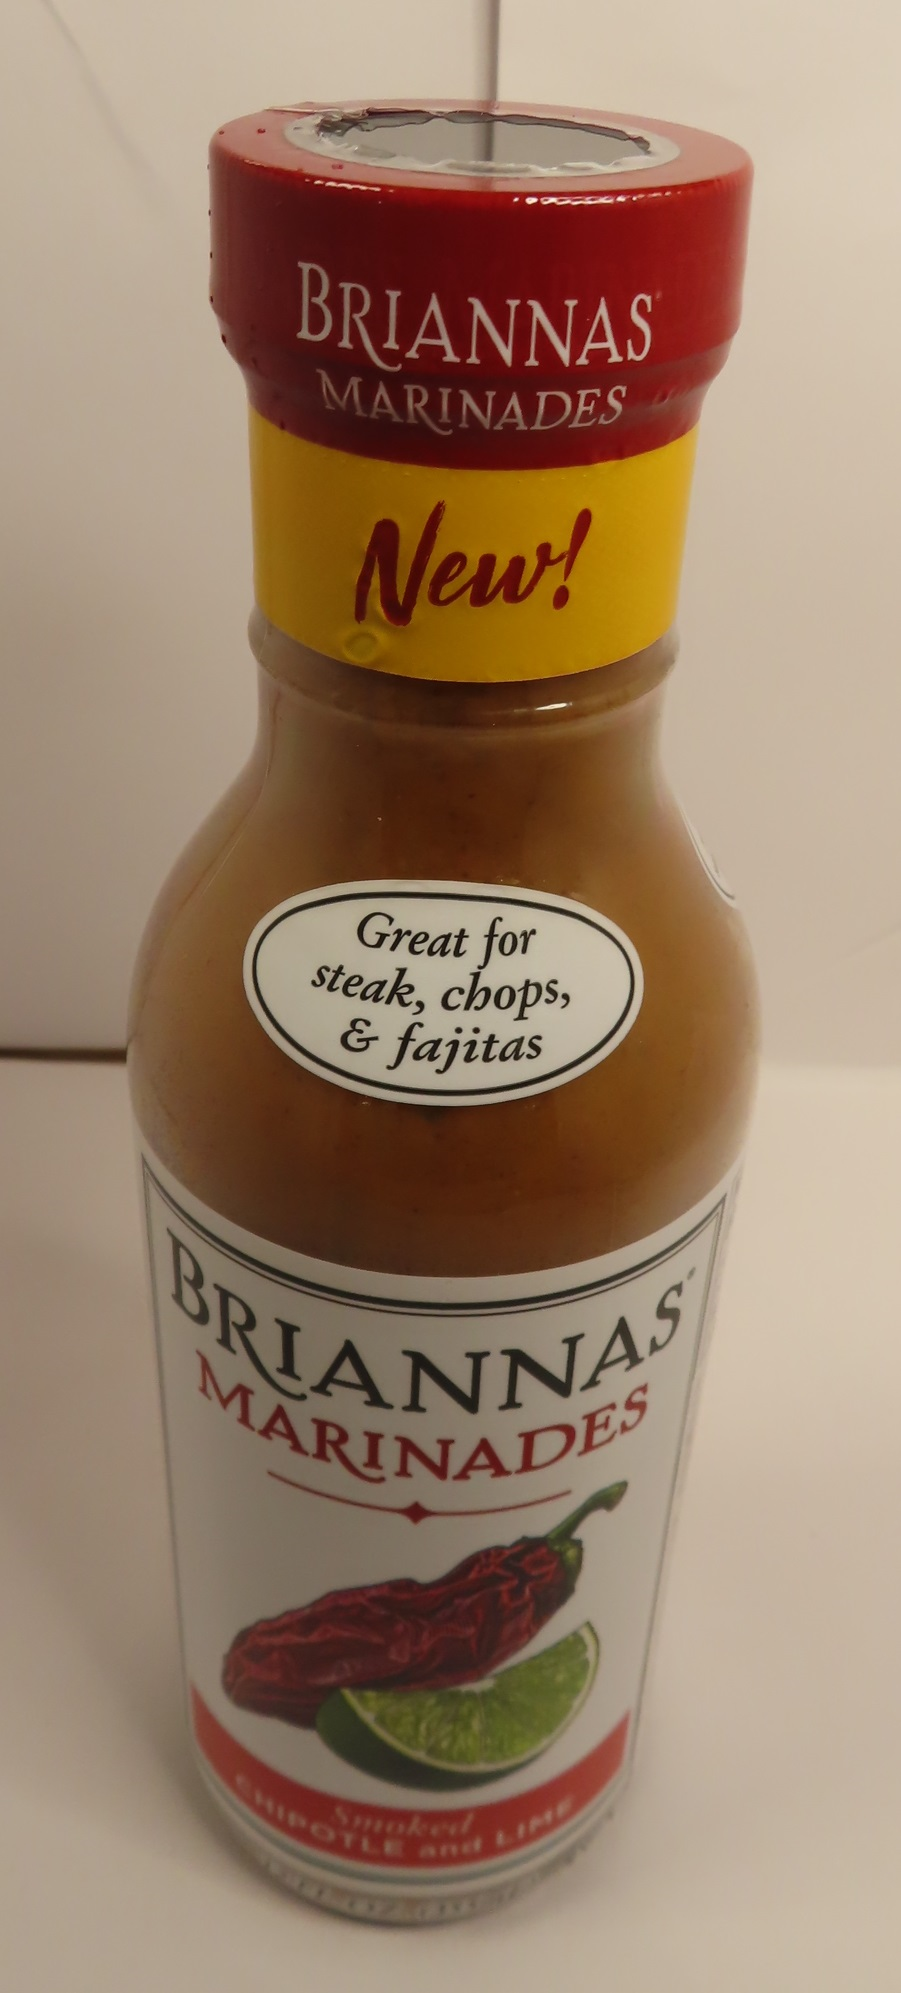 BRIANNAS
MARINADES
New!
Great for
steak, chops,
& fajitas
BRIANNAS
MARINADES
Smoked
CHIPOTLE and LIME